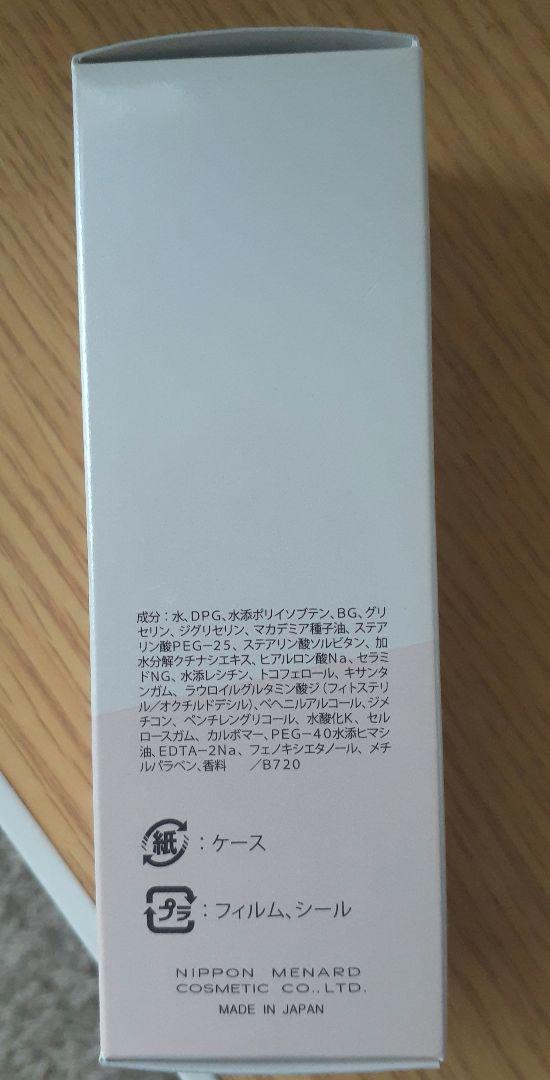 成分：水、DPG、水添ポリイソブテン、BG、グリ
セリン、ジグリセリン、マカデミア種子油、ステア
リン酸PEG−25、ステアリン酸ソルビタン、加
水分解クチナシエキス、ヒアルロン酸Na、セラミ
ドNG、水添レシチン、トコフェロール、キサンタ
ンガム、ラウロイルグルタミン酸ジ（フィトステリ
ル／オクチルドデシル）、ベヘニルアルコール、ジメ
チコン、ペンチレングリコール、水酸化K、セル
ロースガム、カルボマー、PEG−40水添ヒマシ
油、EDTA−2Na、フェノキシエタノール、メチ
ルパラベン、香料　／B720
紙：ケース
プラ：フィルム、シール
NIPPON MENARD
COSMETIC CO., LTD.
MADE IN JAPAN